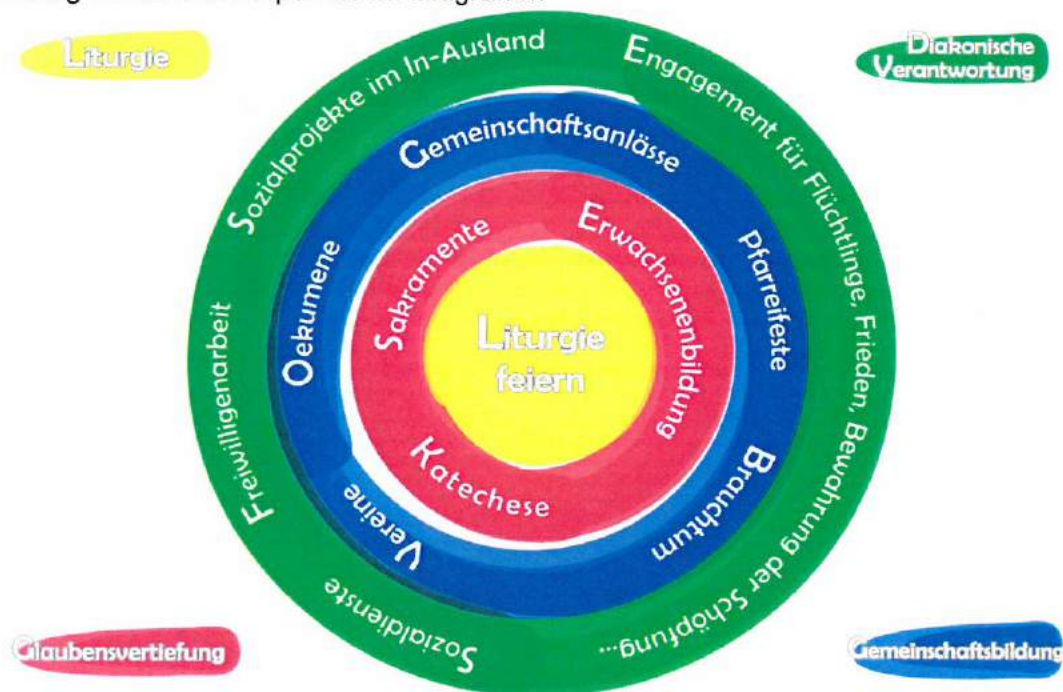 Liturgie
Diakonische
Verantwortung
Sozialprojekte im In-Ausland
Engagement für Flüchtlinge, Frieden, Bewahrung der Schöpfung...
Freiwilligenarbeit
Sozialdienste
Gemeinschaftsanlässe
Oekumene
Pfarreifeste
Brauchtum
Vereine
Sakramente
Erwachsenenbildung
Katechese
Liturgie
feiern
Glaubensvertiefung
Gemeinschaftsbildung